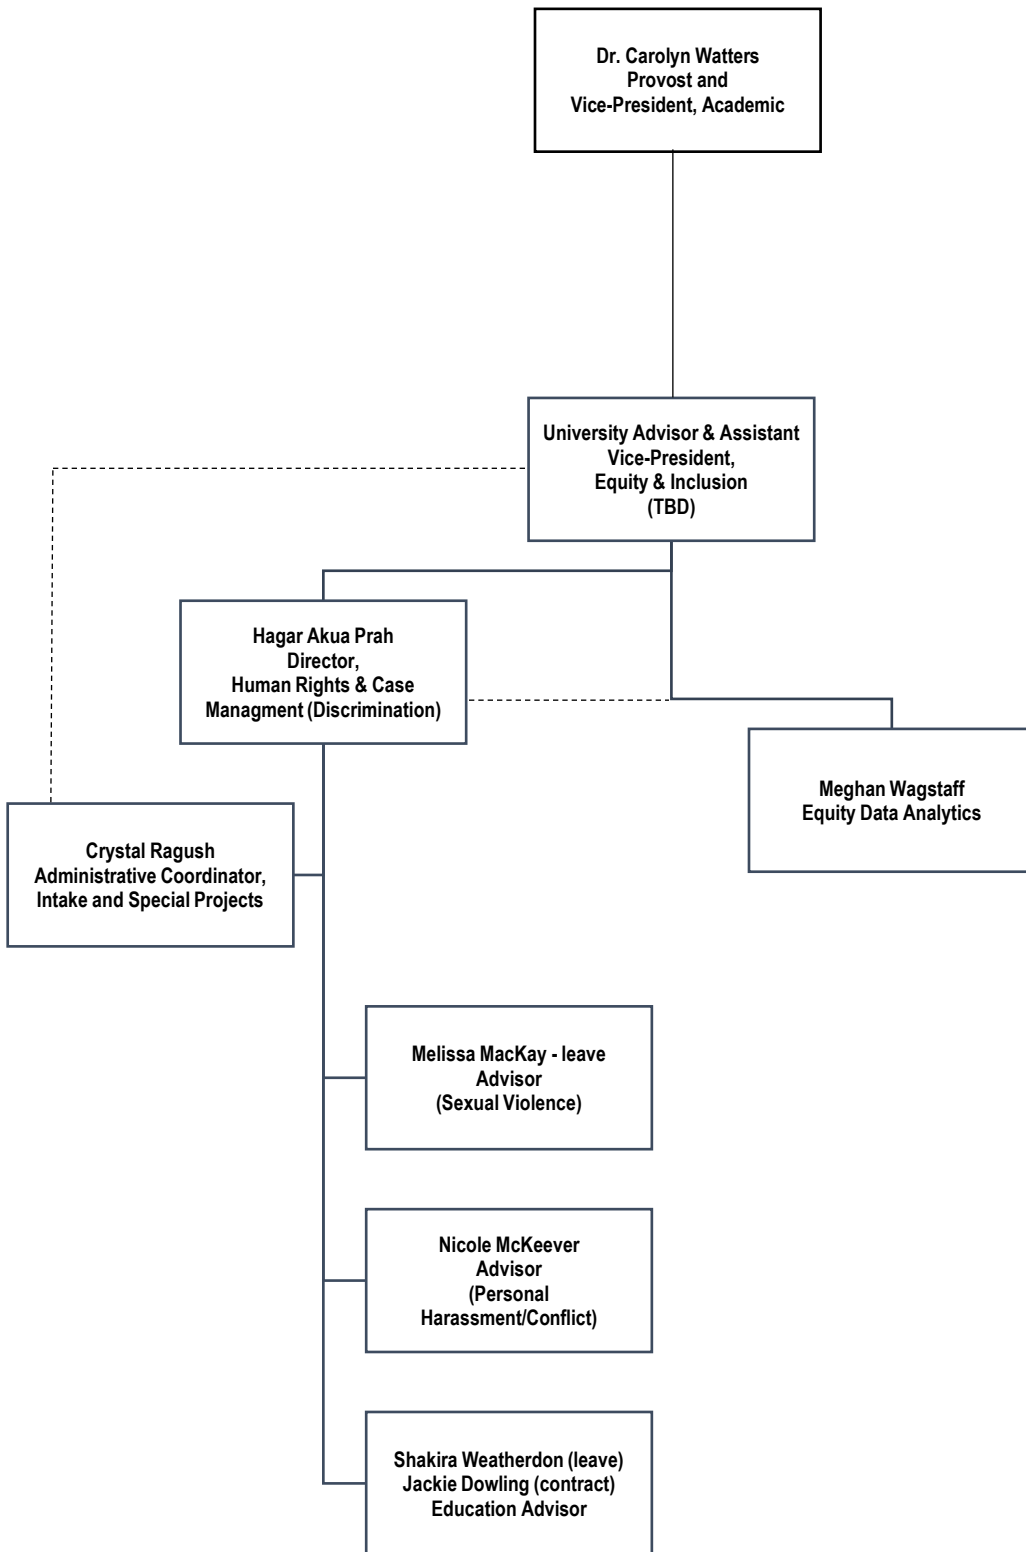 Dr. Carolyn Watters
Provost and
Vice-President, Academic
University Advisor & Assistant
Vice-President,
Equity & Inclusion
(TBD)
Hagar Akua Prah
Director,
Human Rights & Case
Managment (Discrimination)
Meghan Wagstaff
Equity Data Analytics
Crystal Ragush
Administrative Coordinator,
Intake and Special Projects
Melissa MacKay - leave
Advisor
(Sexual Violence)
Nicole McKeever
Advisor
(Personal
Harassment/Conflict)
Shakira Weatherdon (leave)
Jackie Dowling (contract)
Education Advisor